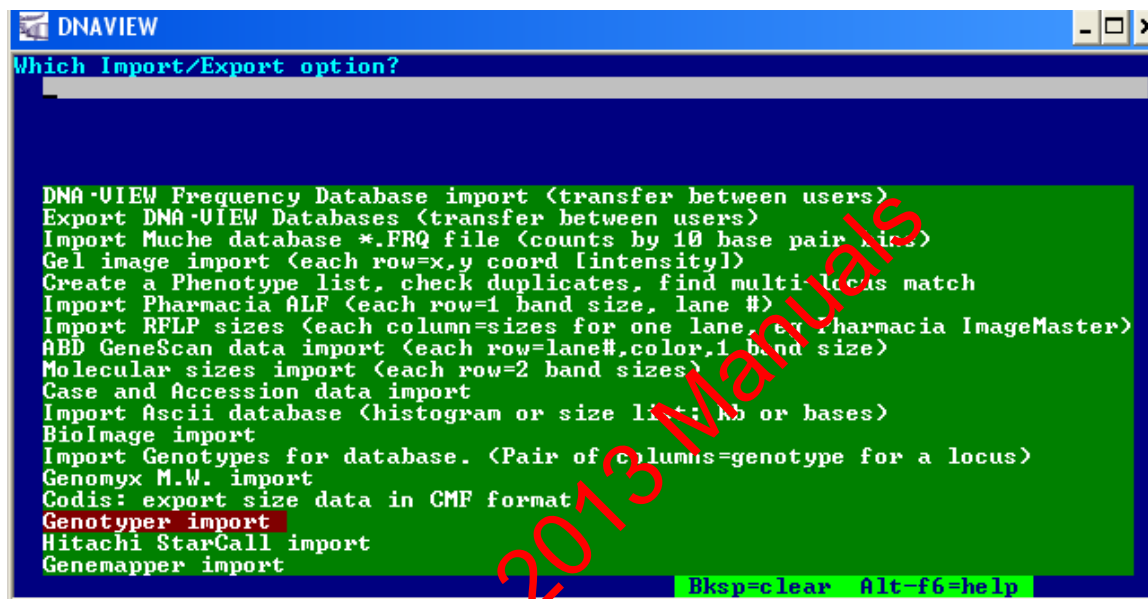 DNAVIEW
Which Import/Export option?
DNA·VIEW Frequency Database import (transfer between users)
Export DNA·VIEW Databases (transfer between users)
Import Muche database *.FRQ file (counts by 10 base pair bins)
Gel image import (each row=x,y coord [intensity])
Create a Phenotype list, check duplicates, find multi-locus match
Import Pharmacia ALF (each row=1 band size, lane #)
Import RFLP sizes (each column=sizes for one lane, eg Pharmacia ImageMaster)
ABD GeneScan data import (each row=lane#,color,1 band size)
Molecular sizes import (each row=2 band sizes)
Case and Accession data import
Import Ascii database (histogram or size list; kb or bases)
BioImage import
Import Genotypes for database. (Pair of columns=genotype for a locus)
Genomyx M.W. import
Codis: export size data in CMF format
Genotyper import
Hitachi StarCall import
Genemapper import
Bksp=clear Alt-f6=help
2013 Manuals